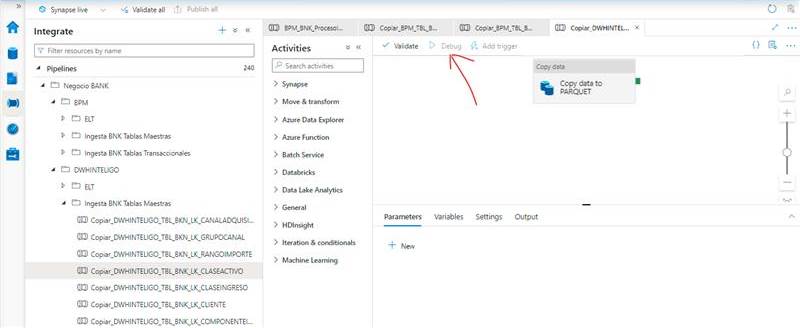 Synapse live
Validate all
Publish all
Integrate
Filter resources by name
Pipelines
240
Negocio BANK
BPM
ELT
Ingesta BNK Tablas Maestras
Ingesta BNK Tablas Transaccionales
DWHINTELIGO
ELT
Ingesta BNK Tablas Maestras
Copiar_DWHINTELIGO_TBL_BKN_LK_CANALADQUISI...
Copiar_DWHINTELIGO_TBL_BKN_LK_GRUPOCANAL
Copiar_DWHINTELIGO_TBL_BKN_LK_RANGOIMPORTE
Copiar_DWHINTELIGO_TBL_BNK_LK_CLASEACTIVO
Copiar_DWHINTELIGO_TBL_BNK_LK_CLASEINGRESO
Copiar_DWHINTELIGO_TBL_BNK_LK_CLIENTE
Copiar_DWHINTELIGO_TBL_BNK_LK_COMPONENTEI...
BPM_BNK_Procesoi...
Copiar_BPM_TBL_B...
Copiar_BPM_TBL_B...
Copiar_DWHINTEL...
Activities
Search activities
Synapse
Move & transform
Azure Data Explorer
Azure Function
Batch Service
Databricks
Data Lake Analytics
General
HDInsight
Iteration & conditionals
Machine Learning
Validate
Debug
Add trigger
Copy data
Copy data to
PARQUET
Parameters
Variables
Settings
Output
New